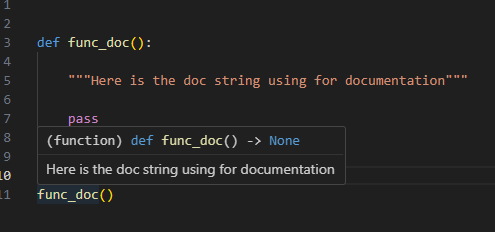 1
2
3 def func_doc():
4
5 """Here is the doc string using for documentation"""
6
7 pass
8 (function) def func_doc() -> None
9
Here is the doc string using for documentation
10
11 func_doc()